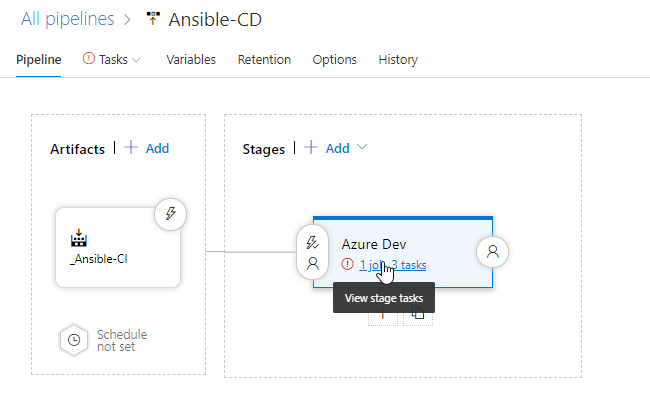 All pipelines > Ansible-CD
Pipeline Tasks Variables Retention Options History
Artifacts | + Add
Stages | + Add
_Ansible-CI
Azure Dev
1 job, 3 tasks
View stage tasks
Schedule
not set